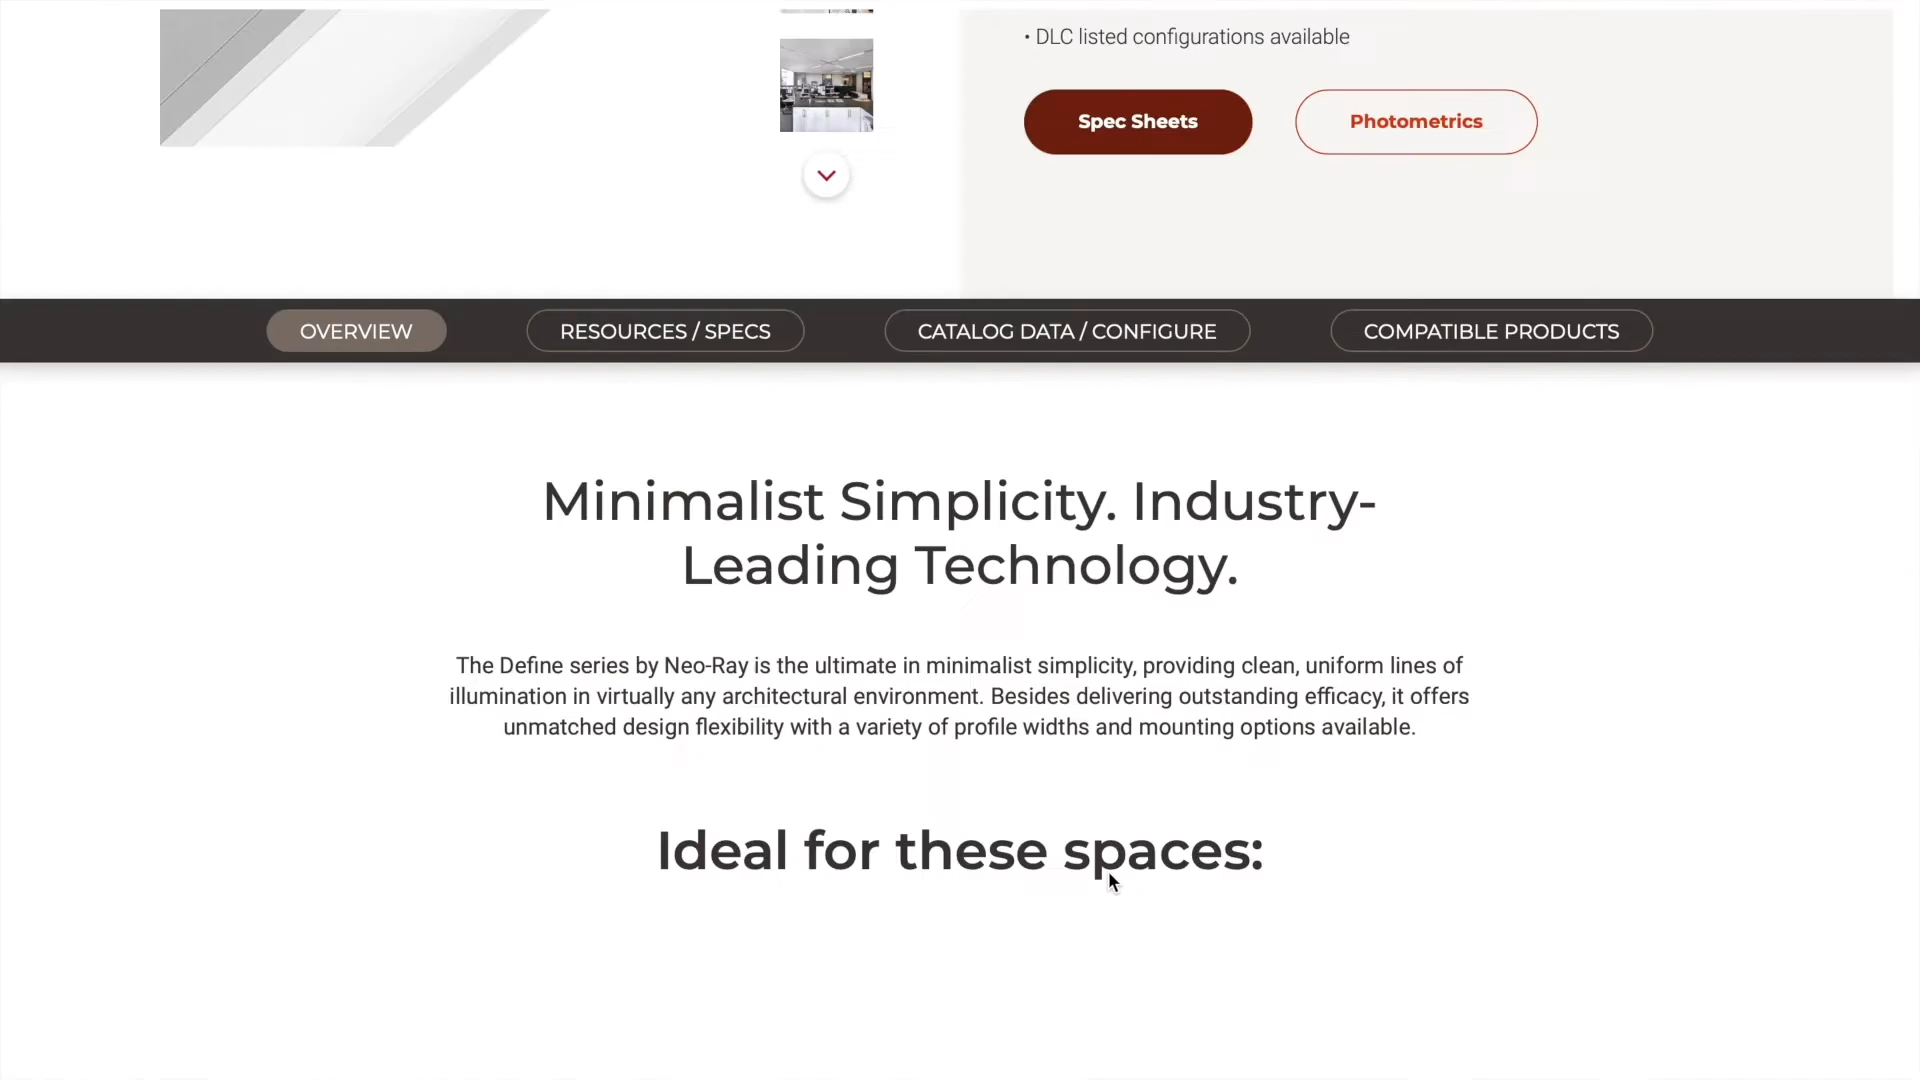 • DLC listed configurations available
Spec Sheets
Photometrics
OVERVIEW
RESOURCES / SPECS
CATALOG DATA / CONFIGURE
COMPATIBLE PRODUCTS
Minimalist Simplicity. Industry-
Leading Technology.
The Define series by Neo-Ray is the ultimate in minimalist simplicity, providing clean, uniform lines of
illumination in virtually any architectural environment. Besides delivering outstanding efficacy, it offers
unmatched design flexibility with a variety of profile widths and mounting options available.
Ideal for these spaces: